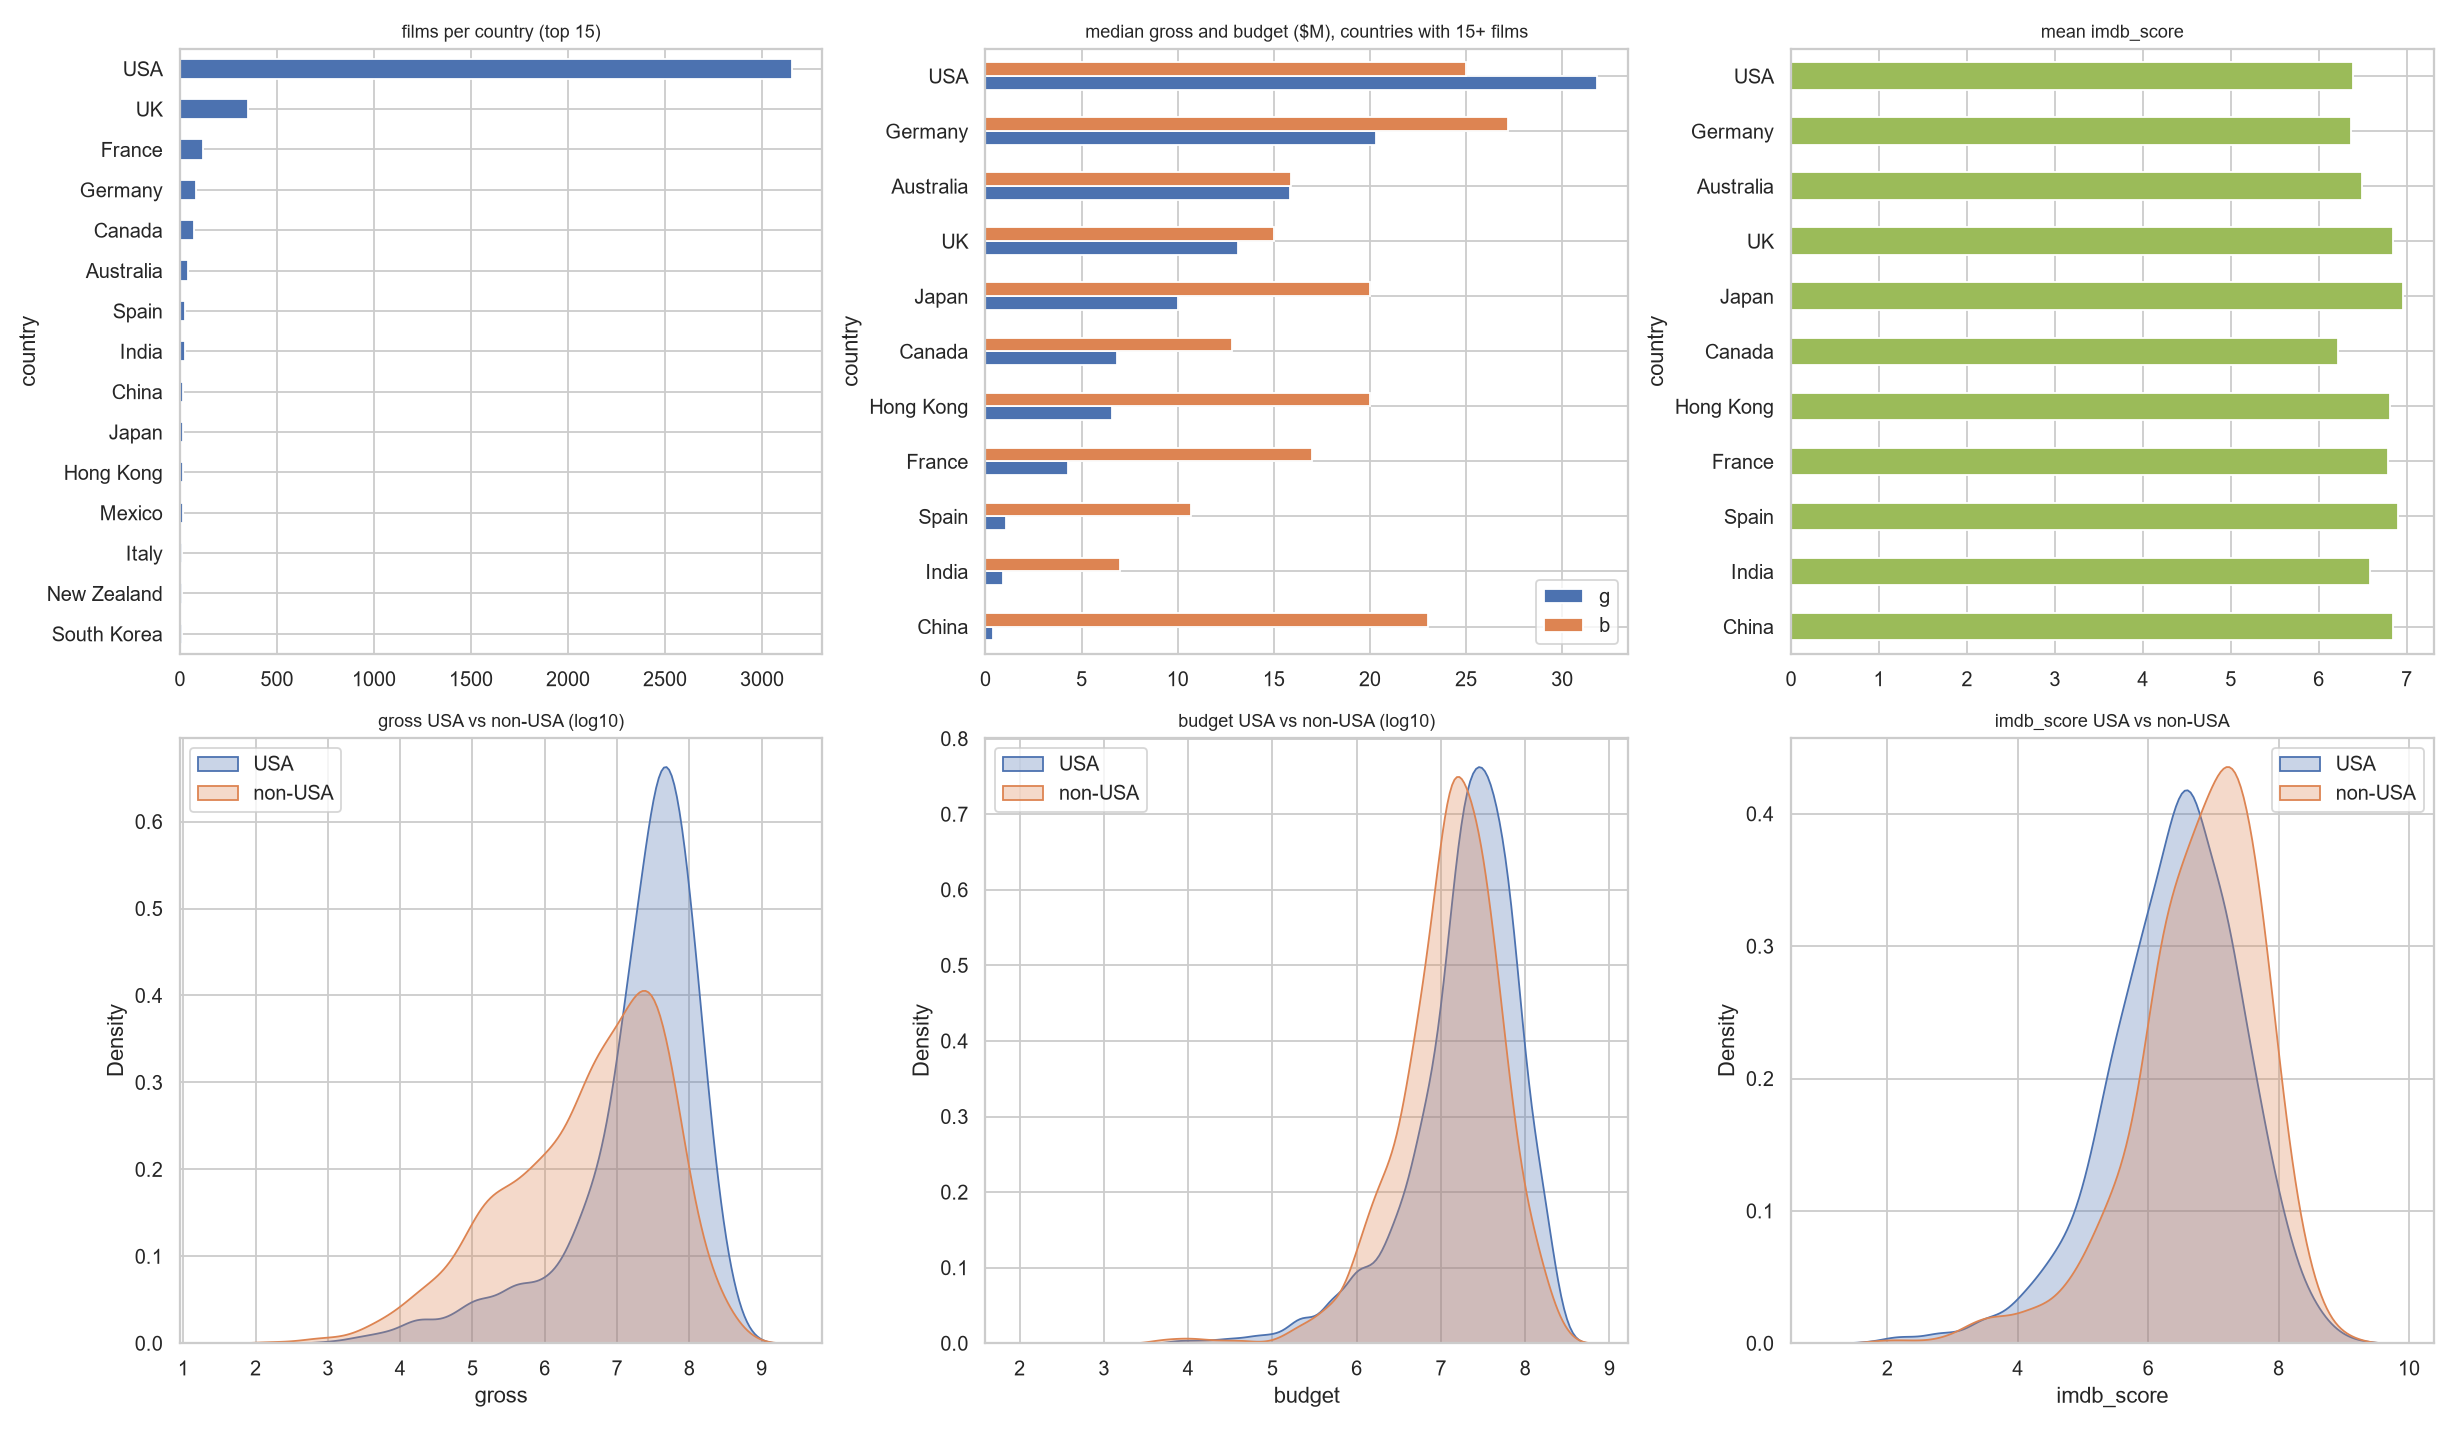 films per country (top 15)
country
USA
UK
France
Germany
Canada
Australia
Spain
India
China
Japan
Hong Kong
Mexico
Italy
New Zealand
South Korea
0 500 1000 1500 2000 2500 3000
median gross and budget ($M), countries with 15+ films
country
USA
Germany
Australia
UK
Japan
Canada
Hong Kong
France
Spain
India
China
g
b
0 5 10 15 20 25 30
mean imdb_score
country
USA
Germany
Australia
UK
Japan
Canada
Hong Kong
France
Spain
India
China
0 1 2 3 4 5 6 7
gross USA vs non-USA (log10)
USA
non-USA
Density
0.6
0.5
0.4
0.3
0.2
0.1
0.0
1 2 3 4 5 6 7 8 9
gross
budget USA vs non-USA (log10)
USA
non-USA
Density
0.8
0.7
0.6
0.5
0.4
0.3
0.2
0.1
0.0
2 3 4 5 6 7 8 9
budget
imdb_score USA vs non-USA
USA
non-USA
Density
0.4
0.3
0.2
0.1
0.0
2 4 6 8 10
imdb_score